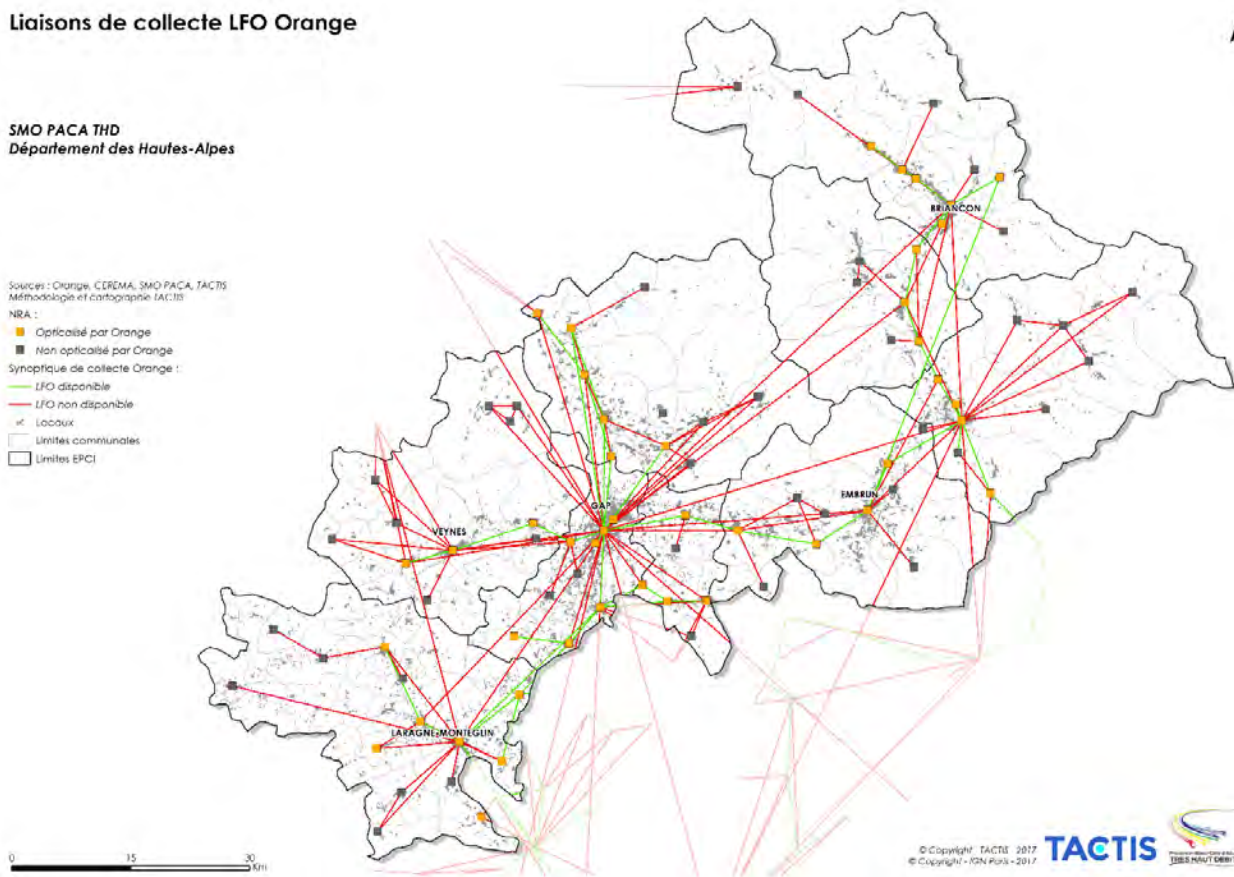 Liaisons de collecte LFO Orange
SMO PACA THD
Département des Hautes-Alpes
Sources : Orange, CEREMA, SMO PACA, TACTIS
Méthodologie et cartographie TACTIS
NRA :
Opticalisé par Orange
Non opticalisé par Orange
Synoptique de collecte Orange :
LFO disponible
LFO non disponible
Locaux
Limites communales
Limites EPCI
BRIANCON
GAP
EMBRUN
VEYNES
LARAGNE-MONTEGLIN
0 15 30
Km
© Copyright TACTIS 2017
© Copyright - IGN Paris - 2017
TACTIS
TRES HAUT DEBIT